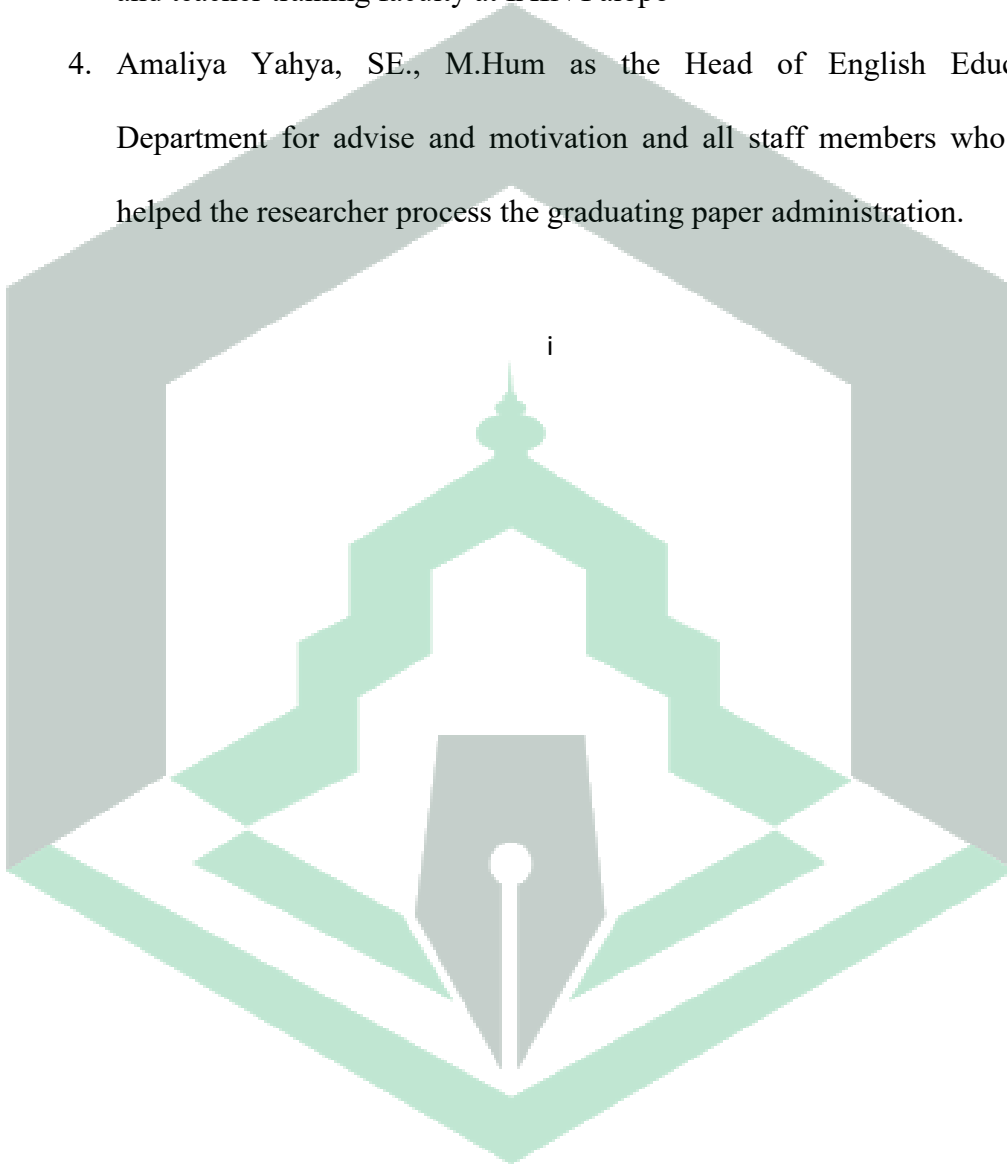 4. Amaliya Yahya, SE., M.Hum as the Head of English
Department for advise and motivation and all staff members who
helped the researcher process the graduating paper administration.
i